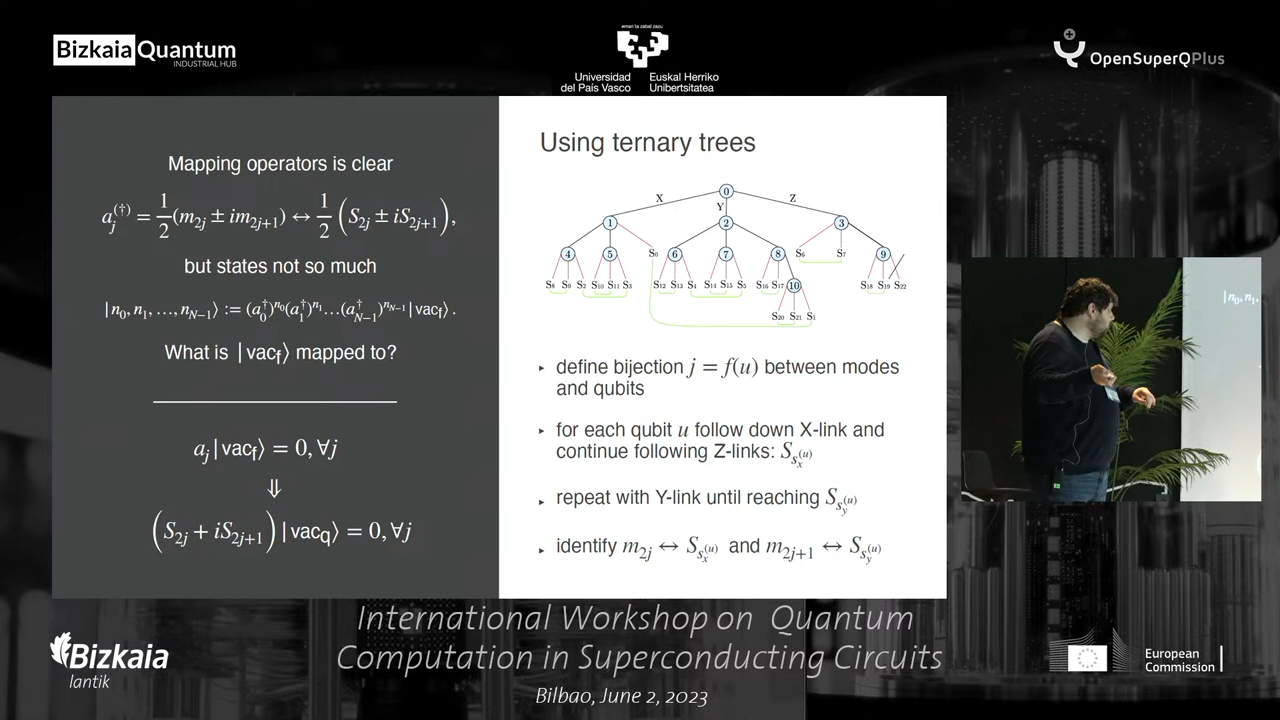 Bizkaia Quantum
INDUSTRIAL HUB
eman ta zabal zazu
Universidad
del País Vasco
Euskal Herriko
Unibertsitatea
OpenSuperQPlus
Mapping operators is clear
a_j^{(†)} = 1/2 (m_{2j} ± im_{2j+1}) ↔ 1/2 (S_{2j} ± iS_{2j+1}),
but states not so much
|n_0, n_1, …, n_{N−1}⟩ := (a_0^†)^{n_0}(a_1^†)^{n_1}…(a_{N−1}^†)^{n_{N−1}}|vac_f⟩.
What is |vac_f⟩ mapped to?
a_j|vac_f⟩ = 0, ∀j
⇓
(S_{2j} + iS_{2j+1})|vac_q⟩ = 0, ∀j
Using ternary trees
0
X Y Z
1 2 3
4 5 S_0 6 7 8 S_6 S_7 9
S_8 S_9 S_2 S_10 S_11 S_3 S_12 S_13 S_4 S_14 S_15 S_5 S_16 S_17 10 S_18 S_19 S_22
S_20 S_21 S_1
▸ define bijection j = f(u) between modes
and qubits
▸ for each qubit u follow down X-link and
continue following Z-links: S_{s_x^{(u)}}
▸ repeat with Y-link until reaching S_{s_y^{(u)}}
▸ identify m_{2j} ↔ S_{s_x^{(u)}} and m_{2j+1} ↔ S_{s_y^{(u)}}
|n_0, n_1,
International Workshop on Quantum
Computation in Superconducting Circuits
Bilbao, June 2, 2023
Bizkaia
lantik
European
Commission